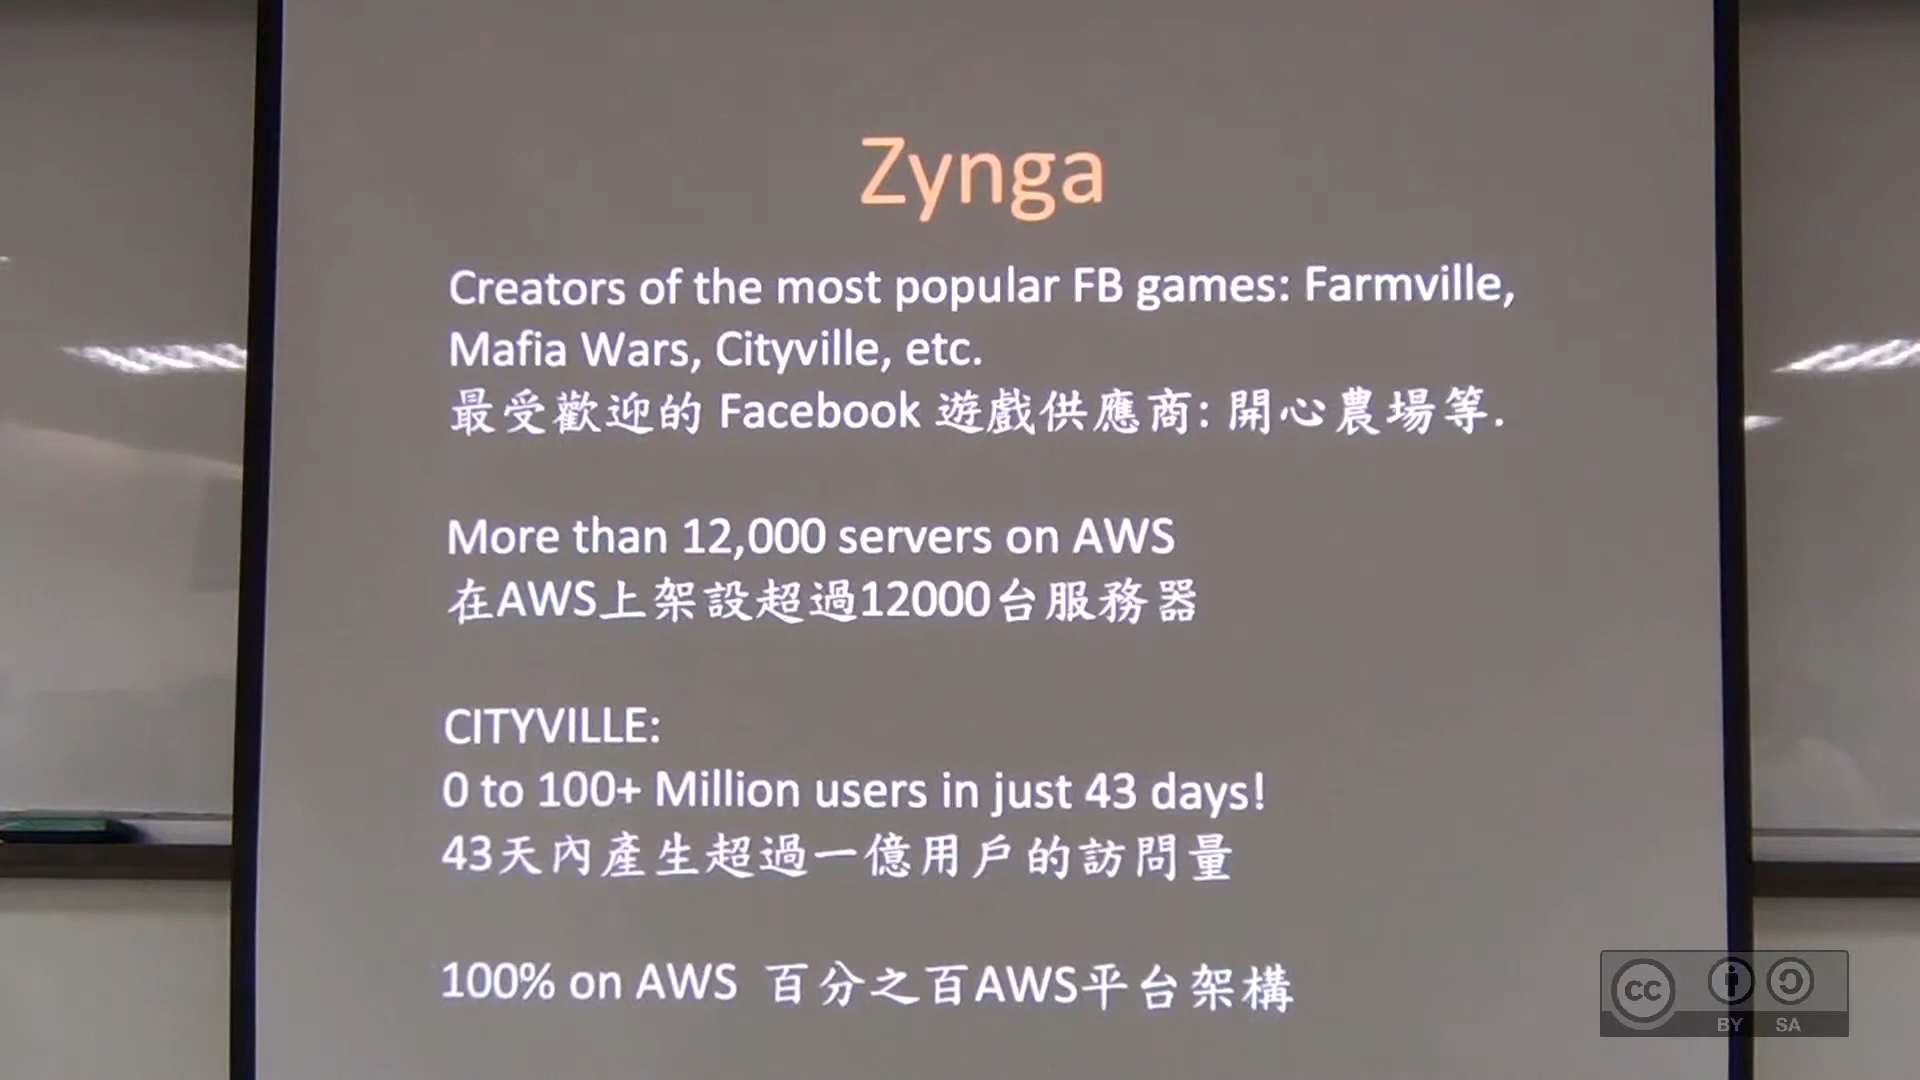 Zynga
Creators of the most popular FB games: Farmville,
Mafia Wars, Cityville, etc.
最受歡迎的 Facebook 遊戲供應商: 開心農場等.
More than 12,000 servers on AWS
在AWS上架設超過12000台服務器
CITYVILLE:
0 to 100+ Million users in just 43 days!
43天內產生超過一億用戶的訪問量
100% on AWS 百分之百AWS平台架構
cc
BY SA